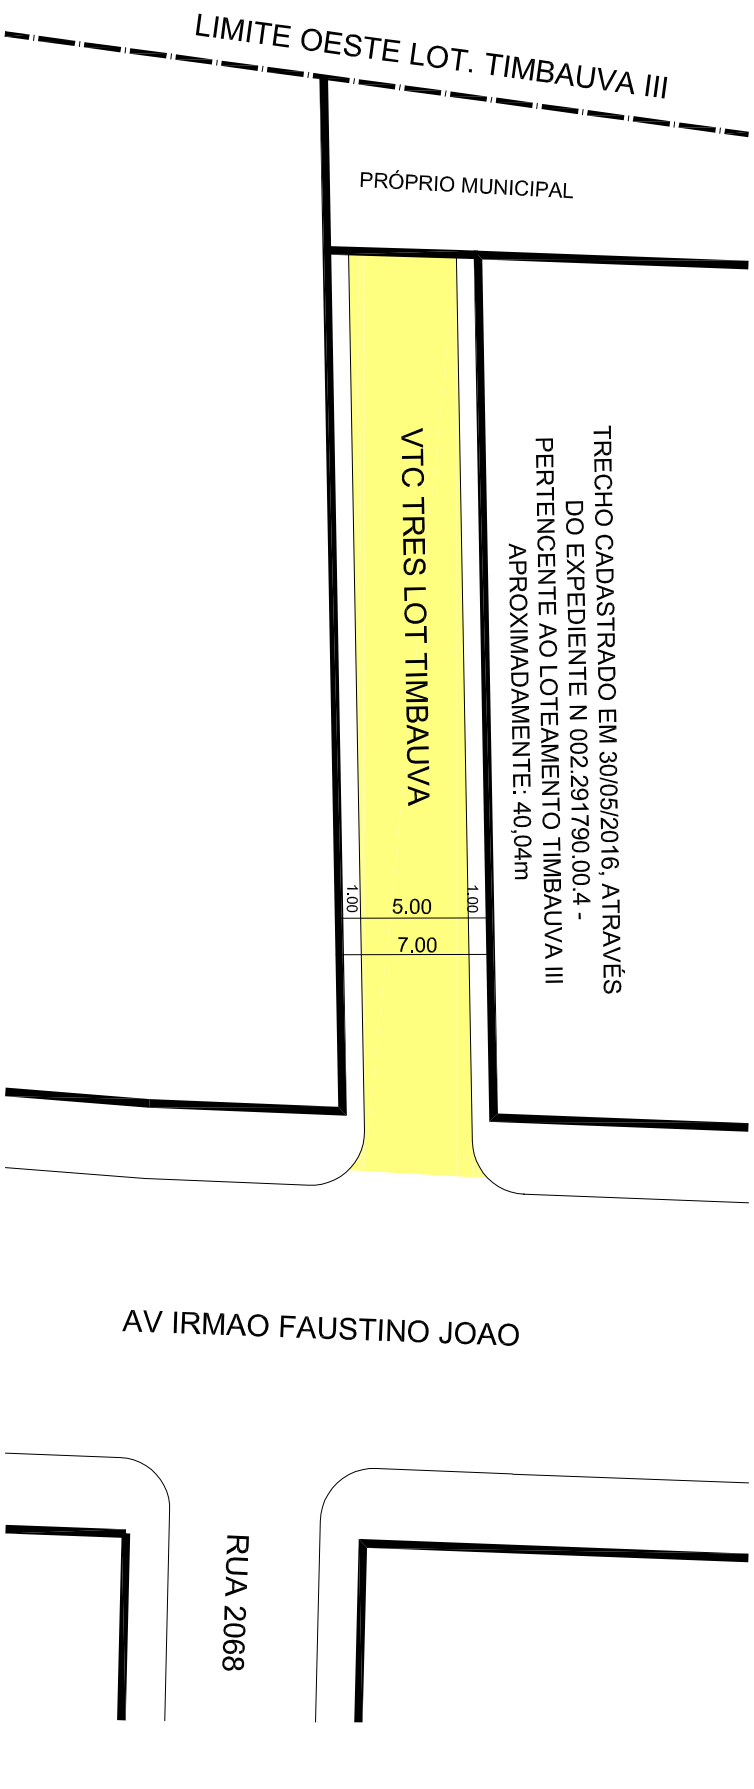 LIMITE OESTE LOT. TIMBAUVA III
PRÓPRIO MUNICIPAL
VTC TRES LOT TIMBAUVA
TRECHO CADASTRADO EM 30/05/2016, ATRAVÉS
DO EXPEDIENTE N 002.291790.00.4 -
PERTENCENTE AO LOTEAMENTO TIMBAUVA III
APROXIMADAMENTE: 40,04m
1.00
5.00
1.00
7.00
AV IRMAO FAUSTINO JOAO
RUA 2068